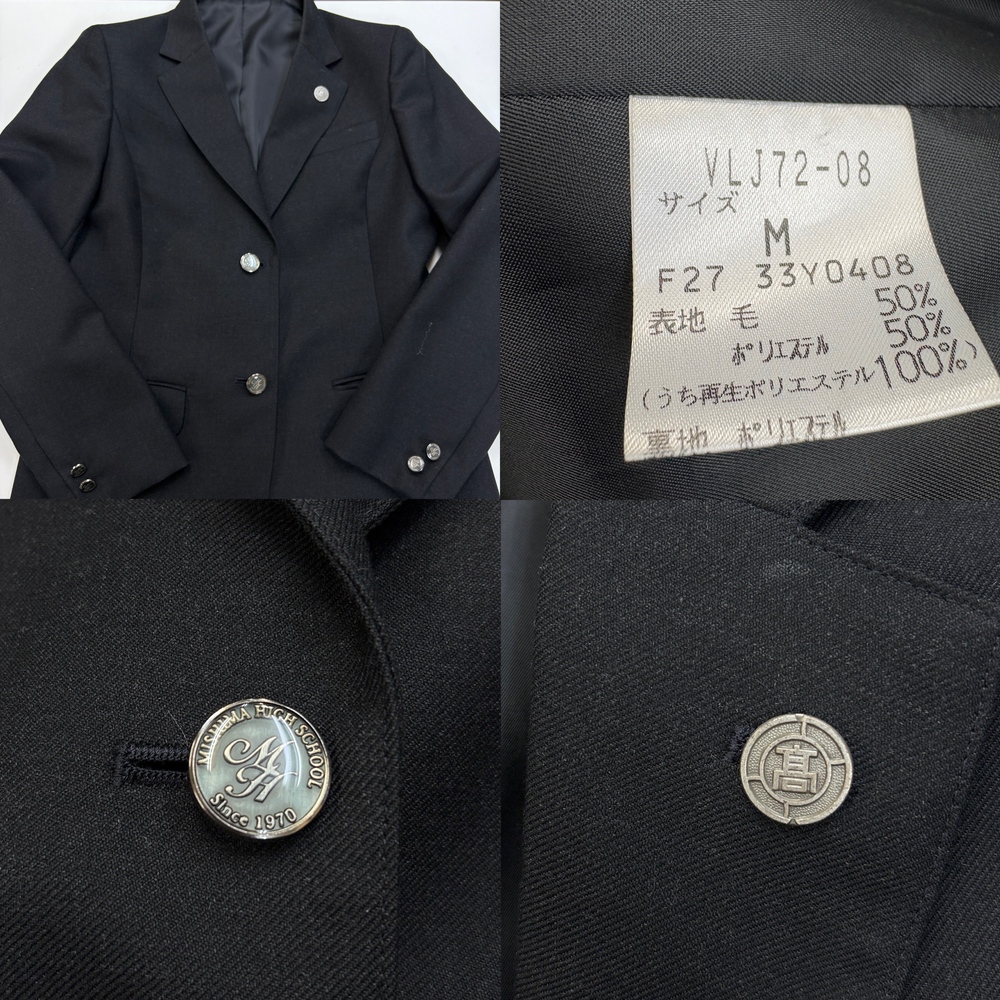 VLJ72-08
サイズ
M
F27 33Y0408
表地 毛 50%
ポリエステル 50%
(うち再生ポリエステル100%)
裏地 ポリエステル
MISHIMA HIGH SCHOOL
MH
Since 1970
髙